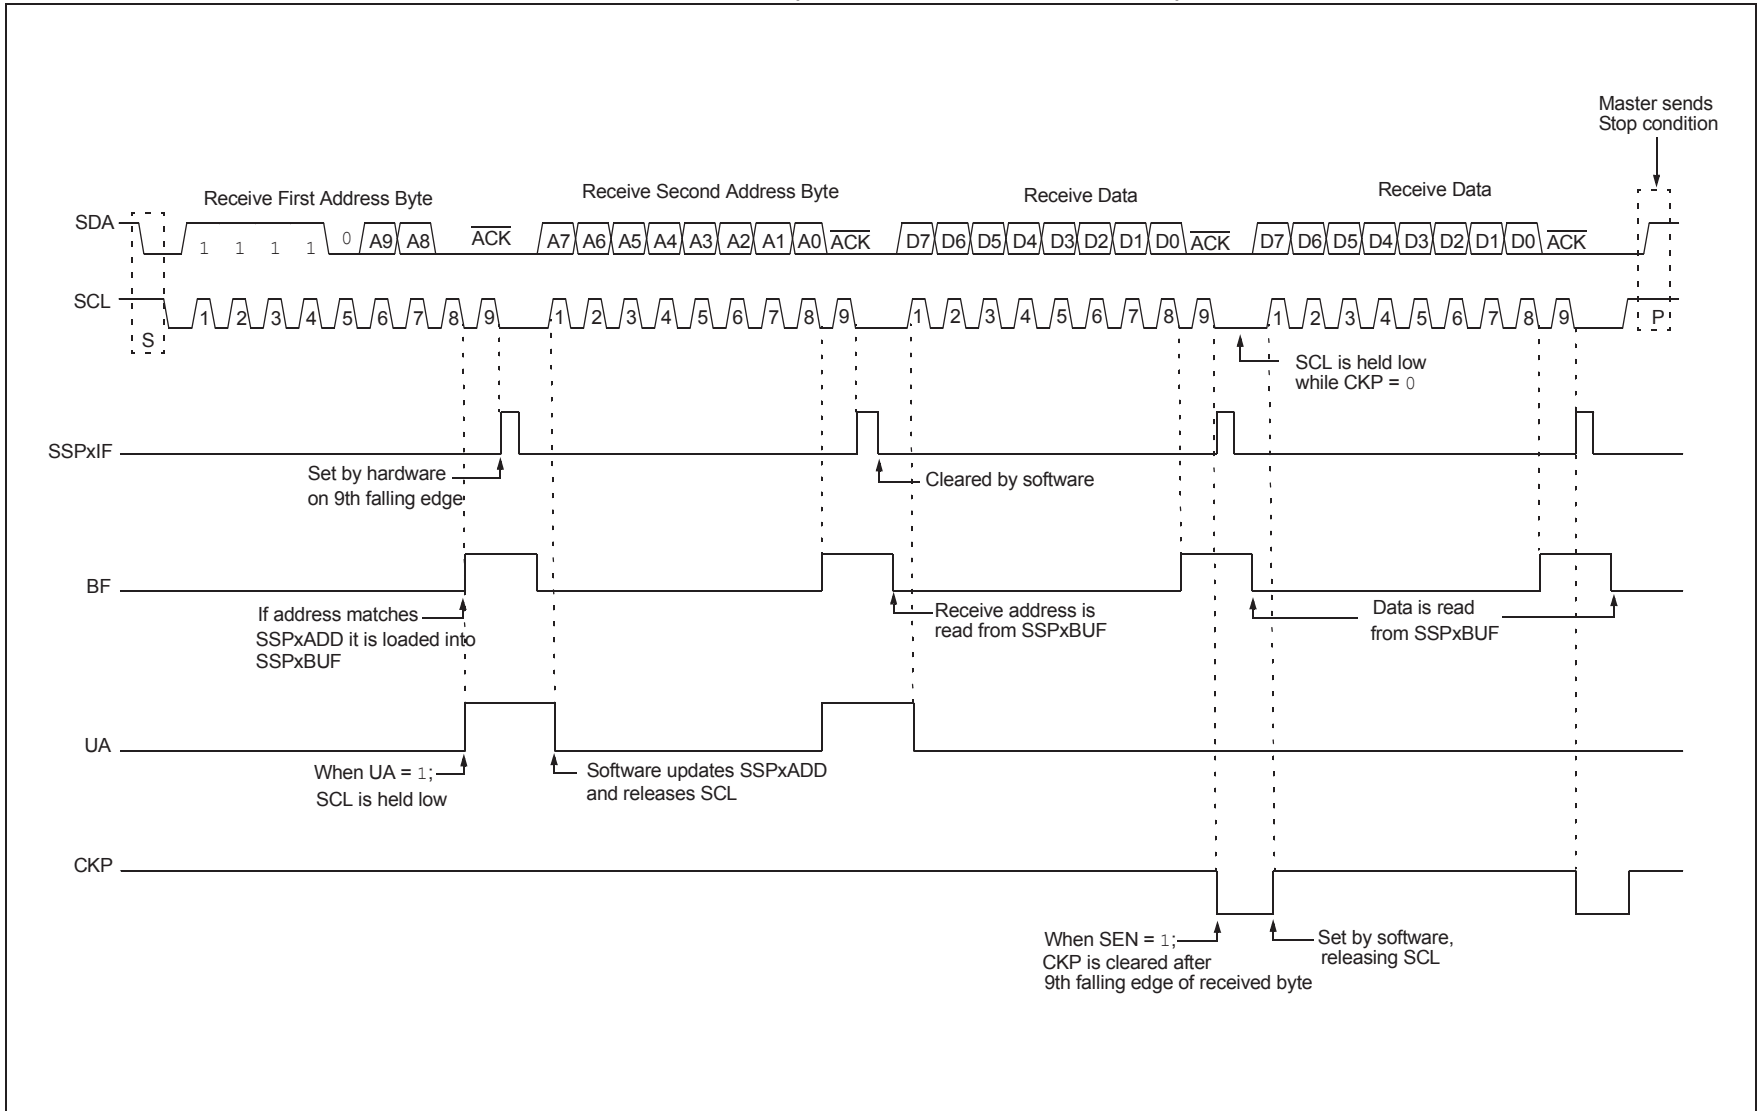 Master sends
Stop condition
Receive First Address Byte
Receive Second Address Byte
Receive Data
Receive Data
SDA
1 1 1 1 0 A9 A8 ACK A7 A6 A5 A4 A3 A2 A1 A0 ACK D7 D6 D5 D4 D3 D2 D1 D0 ACK D7 D6 D5 D4 D3 D2 D1 D0 ACK
SCL
S 1 2 3 4 5 6 7 8 9 1 2 3 4 5 6 7 8 9 1 2 3 4 5 6 7 8 9 1 2 3 4 5 6 7 8 9 P
SCL is held low
while CKP = 0
SSPxIF
Set by hardware
on 9th falling edge
Cleared by software
BF
If address matches
SSPxADD it is loaded into
SSPxBUF
Receive address is
read from SSPxBUF
Data is read
from SSPxBUF
UA
When UA = 1;
SCL is held low
Software updates SSPxADD
and releases SCL
CKP
When SEN = 1;
CKP is cleared after
9th falling edge of received byte
Set by software,
releasing SCL